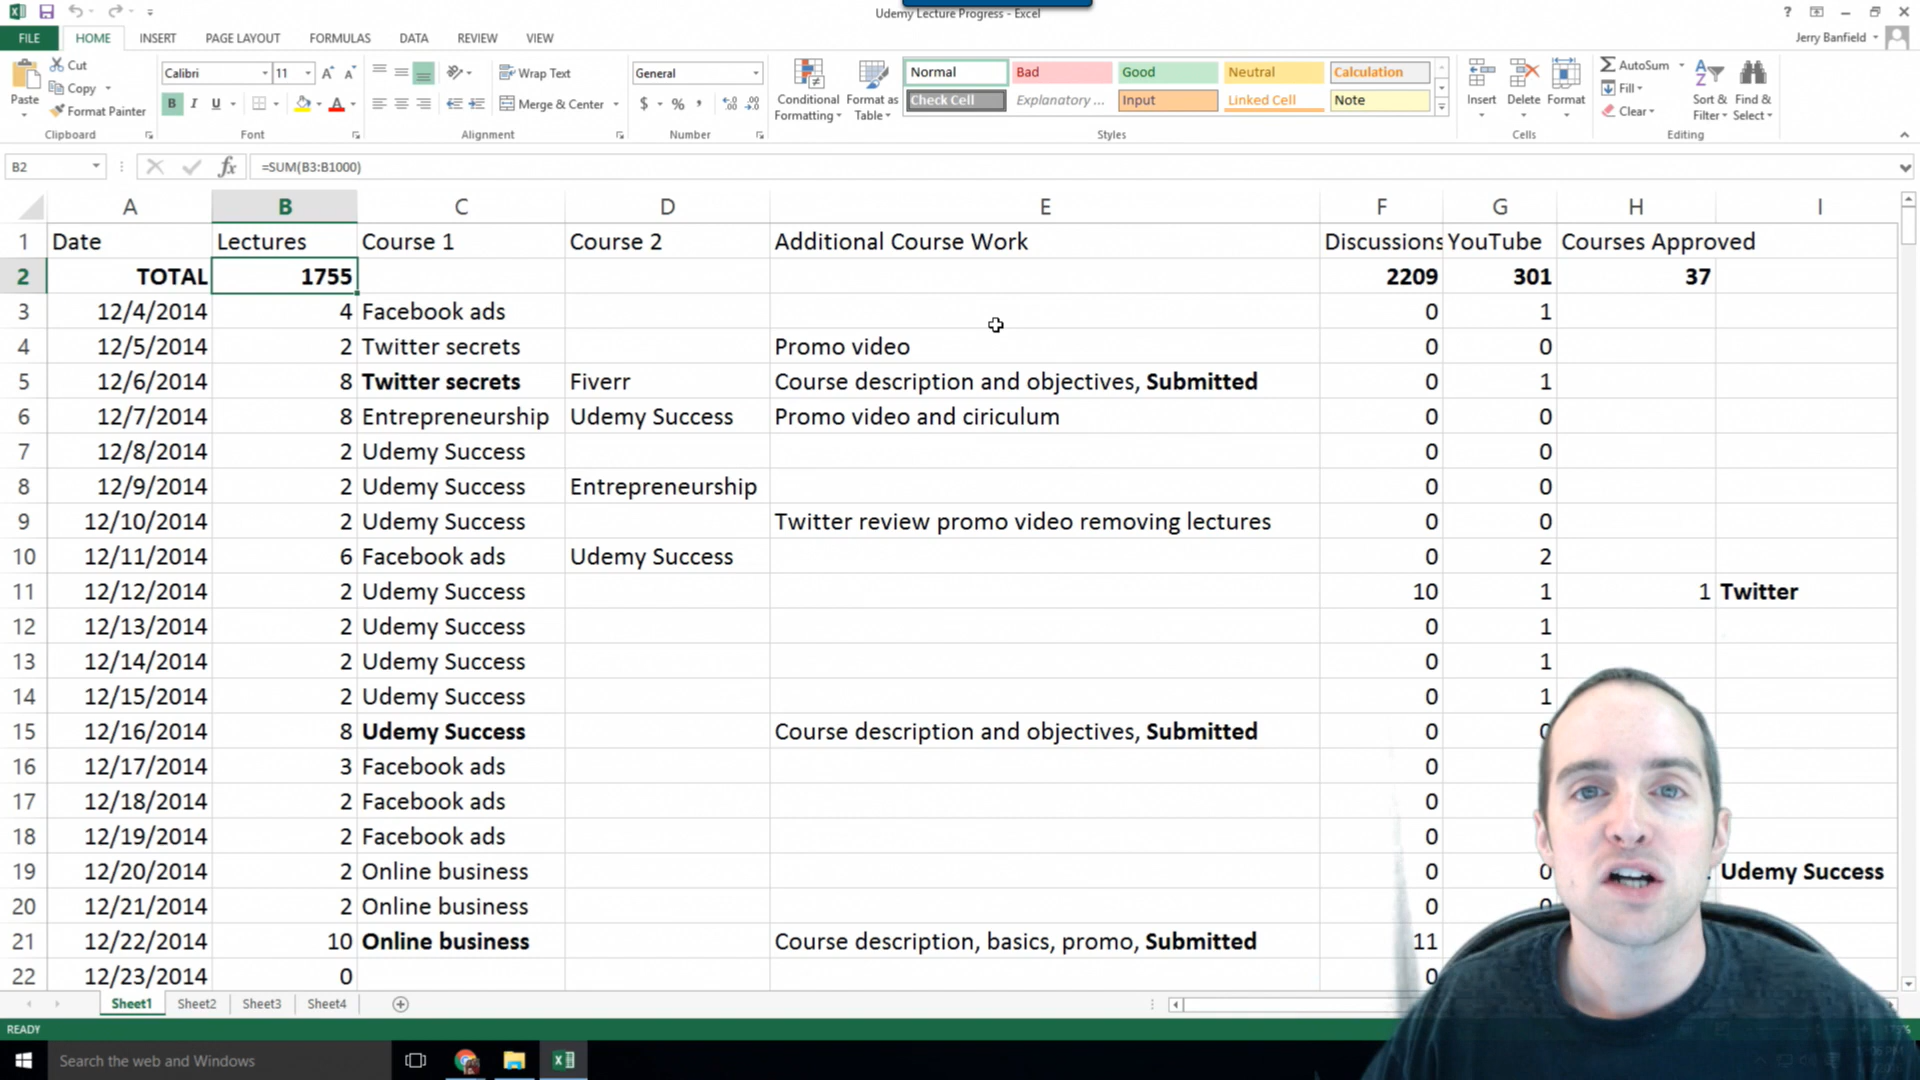 Udemy Lecture Progress - Excel
FILE HOME INSERT PAGE LAYOUT FORMULAS DATA REVIEW VIEW Jerry Banfield
Cut
Copy
Format Painter
Paste
Clipboard
Calibri 11
B I U
Font
Wrap Text
Merge & Center
Alignment
General
$ % ,
Number
Conditional Formatting
Format as Table
Normal Bad Good Neutral Calculation
Check Cell Explanatory ... Input Linked Cell Note
Styles
Insert Delete Format
Cells
AutoSum
Fill
Clear
Sort & Filter
Find & Select
Editing
B2 fx =SUM(B3:B1000)
A B C D E F G H I
1 Date Lectures Course 1 Course 2 Additional Course Work Discussions YouTube Courses Approved
2 TOTAL 1755 2209 301 37
3 12/4/2014 4 Facebook ads 0 1
4 12/5/2014 2 Twitter secrets Promo video 0 0
5 12/6/2014 8 Twitter secrets Fiverr Course description and objectives, Submitted 0 1
6 12/7/2014 8 Entrepreneurship Udemy Success Promo video and ciriculum 0 0
7 12/8/2014 2 Udemy Success 0 0
8 12/9/2014 2 Udemy Success Entrepreneurship 0 0
9 12/10/2014 2 Udemy Success Twitter review promo video removing lectures 0 0
10 12/11/2014 6 Facebook ads Udemy Success 0 2
11 12/12/2014 2 Udemy Success 10 1 1 Twitter
12 12/13/2014 2 Udemy Success 0 1
13 12/14/2014 2 Udemy Success 0 1
14 12/15/2014 2 Udemy Success 0 1
15 12/16/2014 8 Udemy Success Course description and objectives, Submitted 0 0
16 12/17/2014 3 Facebook ads 0
17 12/18/2014 2 Facebook ads 0
18 12/19/2014 2 Facebook ads 0
19 12/20/2014 2 Online business 0 0 Udemy Success
20 12/21/2014 2 Online business 0 0
21 12/22/2014 10 Online business Course description, basics, promo, Submitted 11
22 12/23/2014 0 0
Sheet1 Sheet2 Sheet3 Sheet4
READY
Search the web and Windows